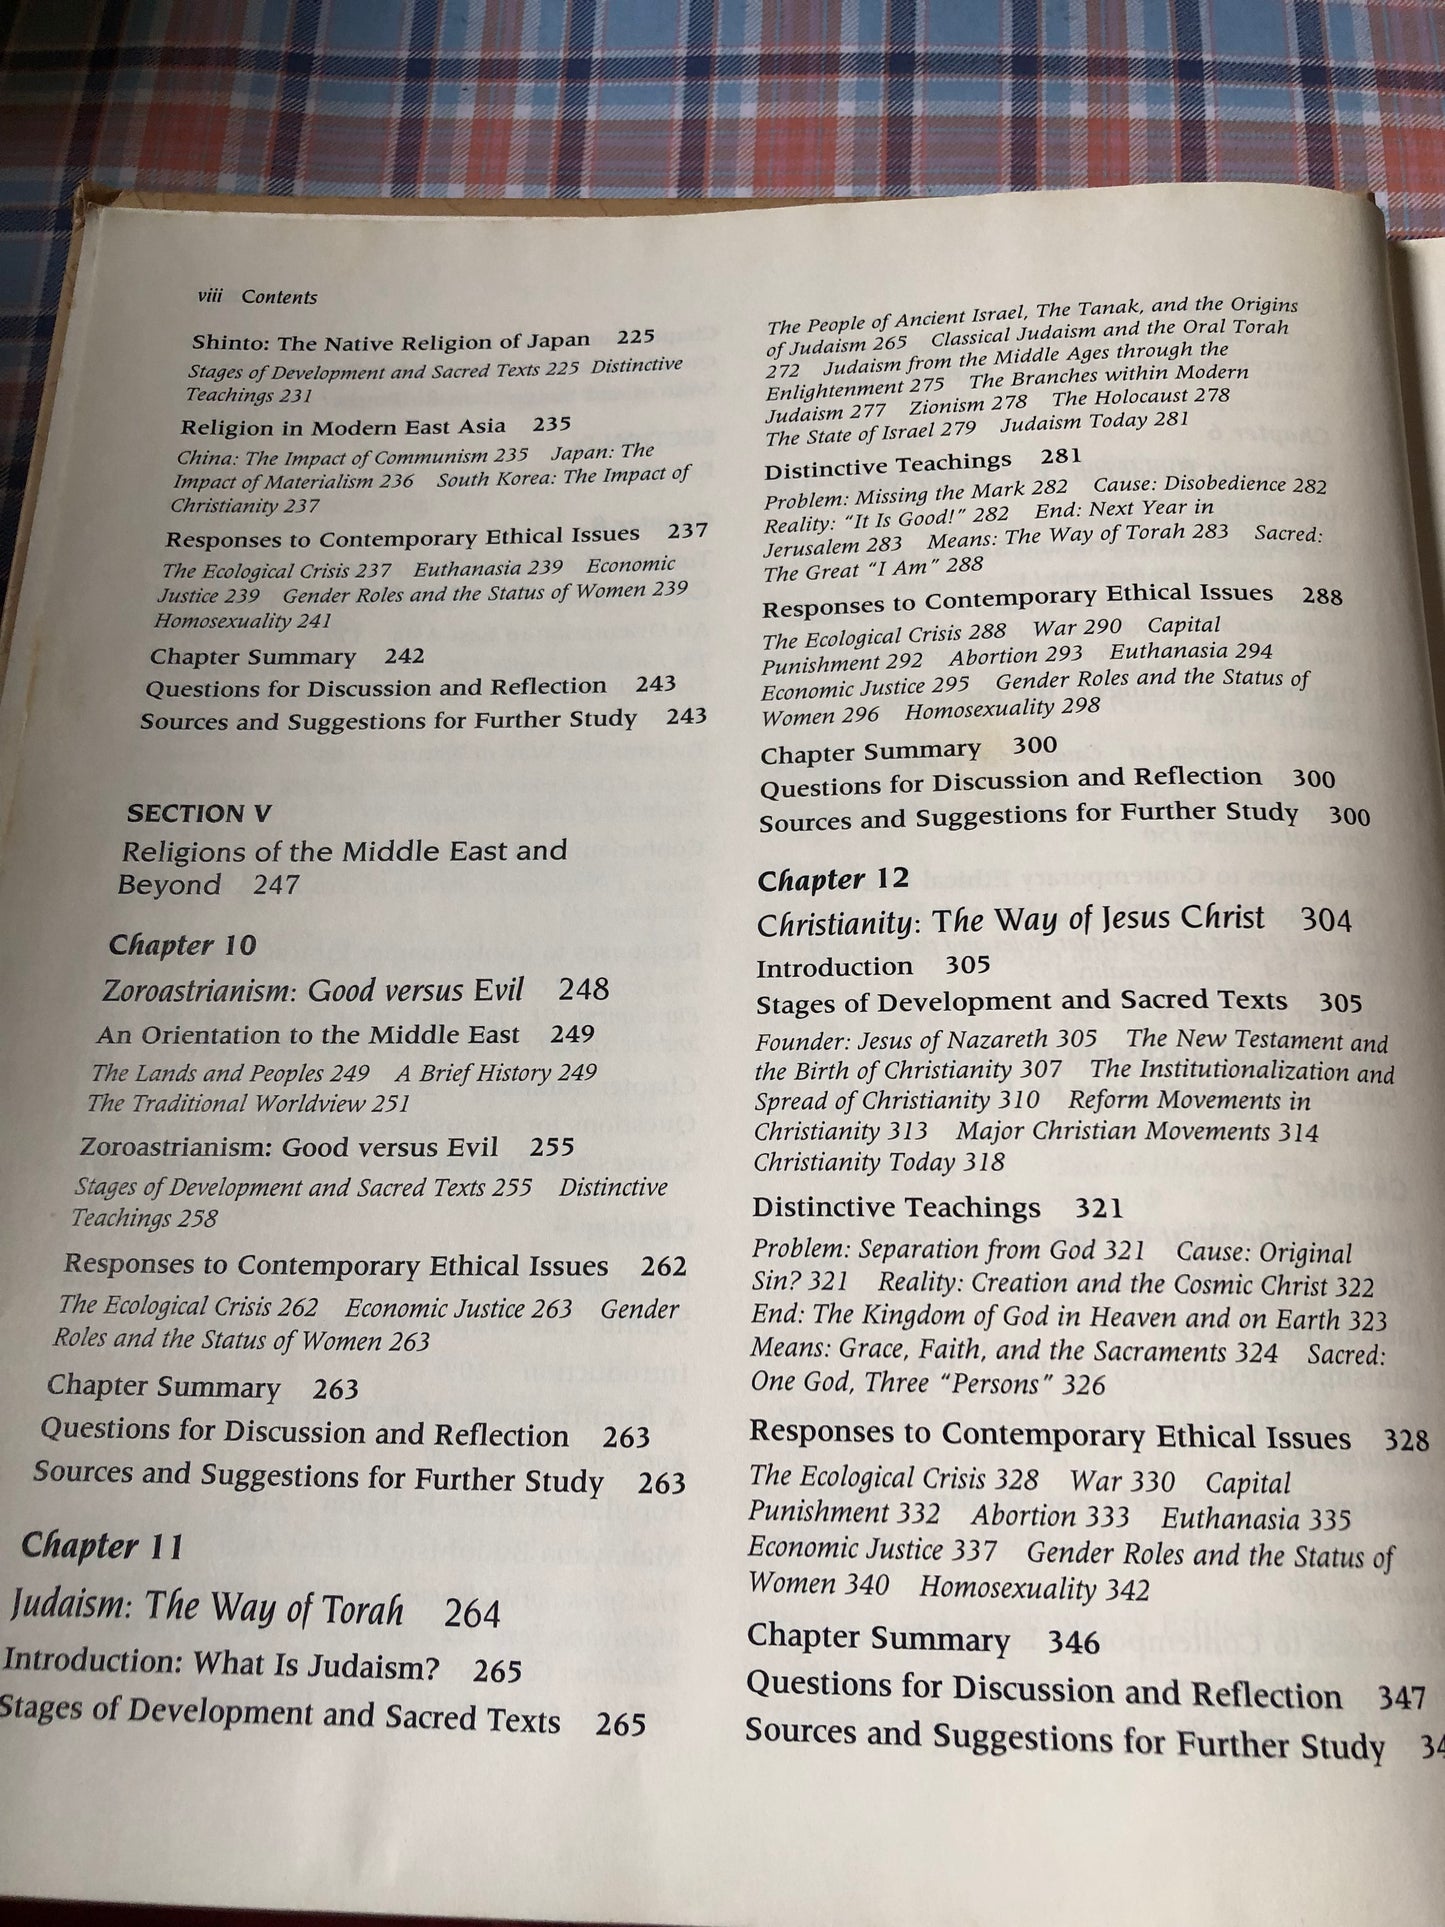 viii Contents
Shinto: The Native Religion of Japan 225
Stages of Development and Sacred Texts 225 Distinctive
Teachings 231
Religion in Modern East Asia 235
China: The Impact of Communism 235 Japan: The
Impact of Materialism 236 South Korea: The Impact of
Christianity 237
Responses to Contemporary Ethical Issues 237
The Ecological Crisis 237 Euthanasia 239 Economic
Justice 239 Gender Roles and the Status of Women 239
Homosexuality 241
Chapter Summary 242
Questions for Discussion and Reflection 243
Sources and Suggestions for Further Study 243
SECTION V
Religions of the Middle East and
Beyond 247
Chapter 10
Zoroastrianism: Good versus Evil 248
An Orientation to the Middle East 249
The Lands and Peoples 249 A Brief History 249
The Traditional Worldview 251
Zoroastrianism: Good versus Evil 255
Stages of Development and Sacred Texts 255 Distinctive
Teachings 258
Responses to Contemporary Ethical Issues 262
The Ecological Crisis 262 Economic Justice 263 Gender
Roles and the Status of Women 263
Chapter Summary 263
Questions for Discussion and Reflection 263
Sources and Suggestions for Further Study 263
Chapter 11
Judaism: The Way of Torah 264
Introduction: What Is Judaism? 265
Stages of Development and Sacred Texts 265
The People of Ancient Israel, The Tanak, and the Origins
of Judaism 265 Classical Judaism and the Oral Torah
272 Judaism from the Middle Ages through the
Enlightenment 275 The Branches within Modern
Judaism 277 Zionism 278 The Holocaust 278
The State of Israel 279 Judaism Today 281
Distinctive Teachings 281
Problem: Missing the Mark 282 Cause: Disobedience 282
Reality: "It Is Good!" 282 End: Next Year in
Jerusalem 283 Means: The Way of Torah 283 Sacred:
The Great "I Am" 288
Responses to Contemporary Ethical Issues 288
The Ecological Crisis 288 War 290 Capital
Punishment 292 Abortion 293 Euthanasia 294
Economic Justice 295 Gender Roles and the Status of
Women 296 Homosexuality 298
Chapter Summary 300
Questions for Discussion and Reflection 300
Sources and Suggestions for Further Study 300
Chapter 12
Christianity: The Way of Jesus Christ 304
Introduction 305
Stages of Development and Sacred Texts 305
Founder: Jesus of Nazareth 305 The New Testament and
the Birth of Christianity 307 The Institutionalization and
Spread of Christianity 310 Reform Movements in
Christianity 313 Major Christian Movements 314
Christianity Today 318
Distinctive Teachings 321
Problem: Separation from God 321 Cause: Original
Sin? 321 Reality: Creation and the Cosmic Christ 322
End: The Kingdom of God in Heaven and on Earth 323
Means: Grace, Faith, and the Sacraments 324 Sacred:
One God, Three "Persons" 326
Responses to Contemporary Ethical Issues 328
The Ecological Crisis 328 War 330 Capital
Punishment 332 Abortion 333 Euthanasia 335
Economic Justice 337 Gender Roles and the Status of
Women 340 Homosexuality 342
Chapter Summary 346
Questions for Discussion and Reflection 347
Sources and Suggestions for Further Study